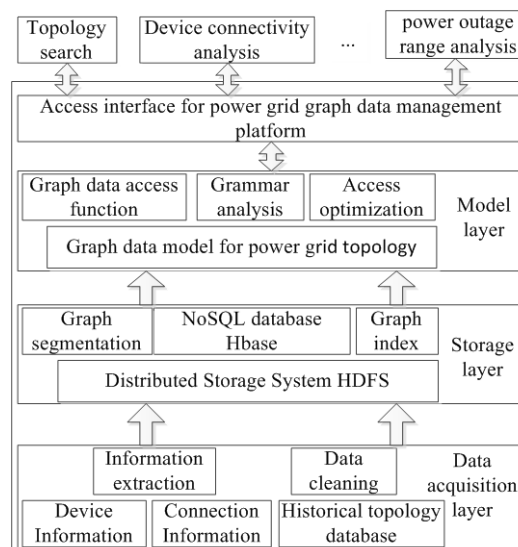 Topology
search
Device connectivity
analysis
...
power outage
range analysis
Access interface for power grid graph data management
platform
Graph data access
function
Grammar
analysis
Access
optimization
Model
layer
Graph data model for power grid topology
Graph
segmentation
NoSQL database
Hbase
Graph
index
Storage
layer
Distributed Storage System HDFS
Information
extraction
Data
cleaning
Data
acquisition
layer
Device
Information
Connection
Information
Historical topology
database